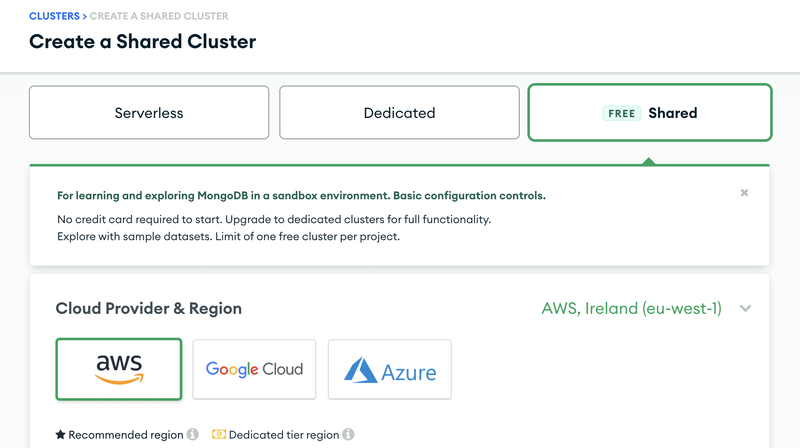 CLUSTERS > CREATE A SHARED CLUSTER
Create a Shared Cluster
Serverless
Dedicated
FREE Shared
For learning and exploring MongoDB in a sandbox environment. Basic configuration controls.
No credit card required to start. Upgrade to dedicated clusters for full functionality.
Explore with sample datasets. Limit of one free cluster per project.
Cloud Provider & Region
AWS, Ireland (eu-west-1)
aws
Google Cloud
Azure
Recommended region
Dedicated tier region